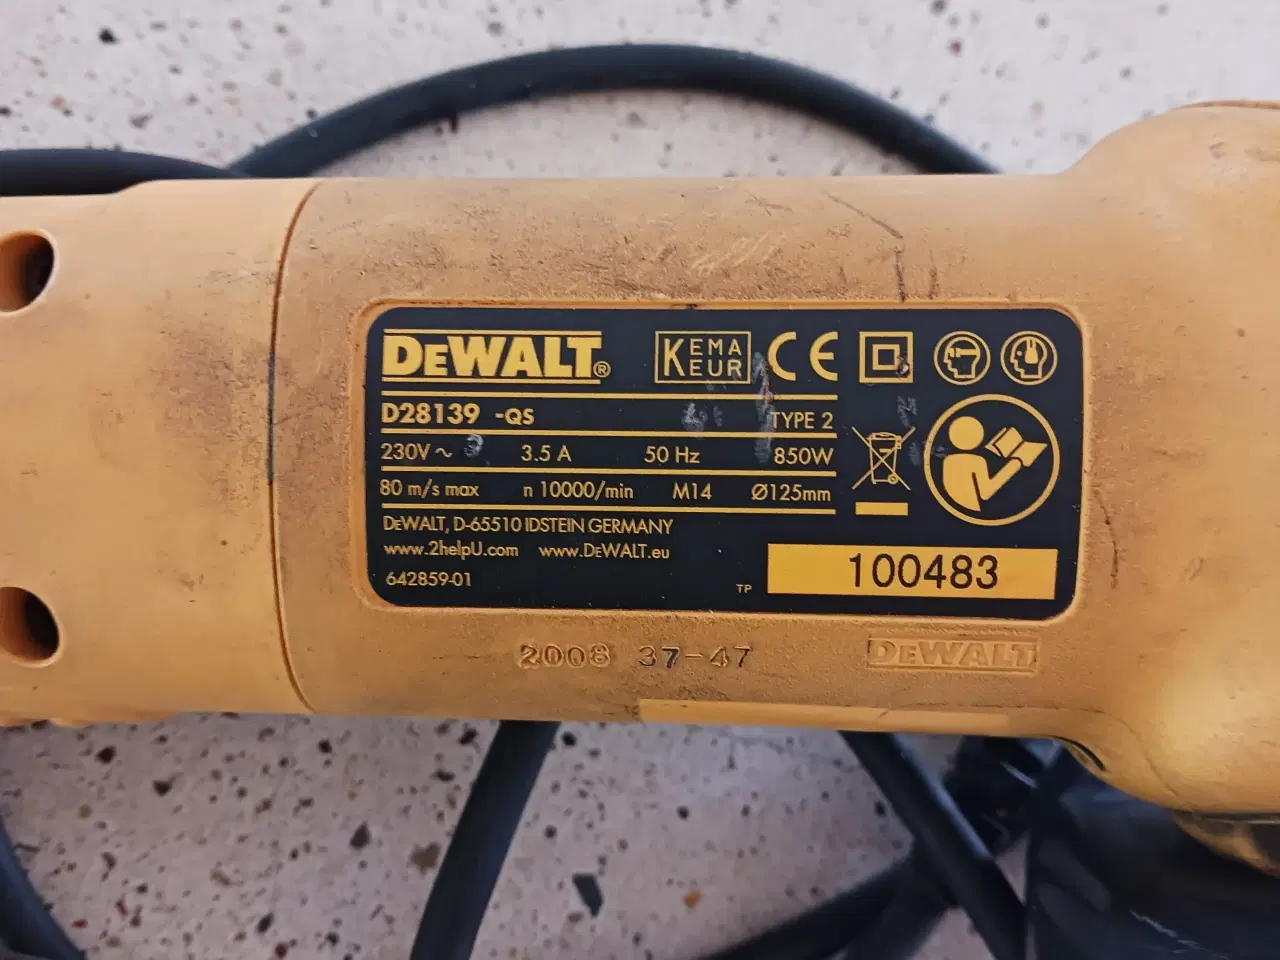 DEWALT®
KEMA
KEUR
CE
D28139 -QS TYPE 2
230V ~ 3.5 A 50 Hz 850W
80 m/s max n 10000/min M14 Ø125mm
DEWALT, D-65510 IDSTEIN GERMANY
www.2helpU.com www.DEWALT.eu
642859-01
TP 100483
2008 37-47
DEWALT